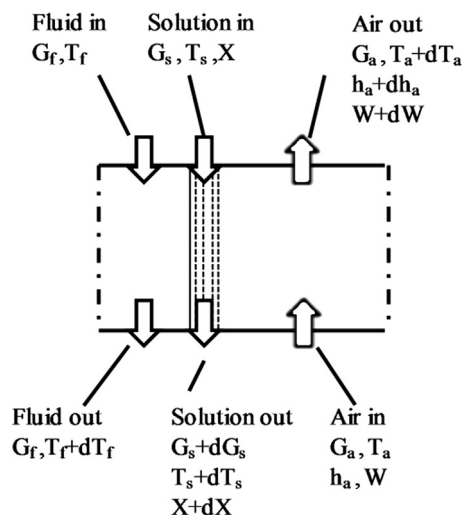 Fluid in
Gf,Tf
Solution in
Gs, Ts ,X
Air out
Ga, Ta+dTa
ha+dha
W+dW
Fluid out
Gf,Tf+dTf
Solution out
Gs+dGs
Ts+dTs
X+dX
Air in
Ga, Ta
ha, W